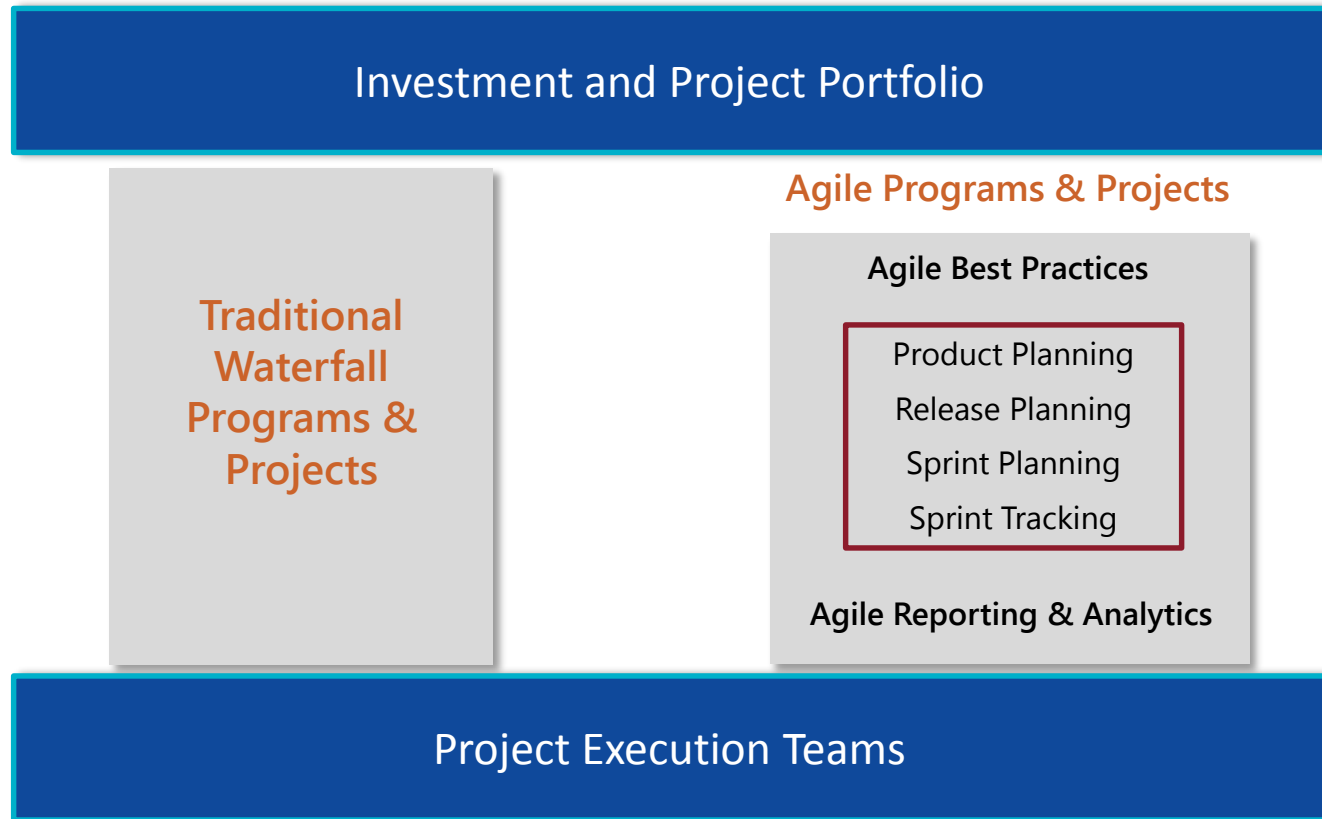 Investment and Project Portfolio
Traditional
Waterfall
Programs &
Projects
Agile Programs & Projects
Agile Best Practices
Product Planning
Release Planning
Sprint Planning
Sprint Tracking
Agile Reporting & Analytics
Project Execution Teams